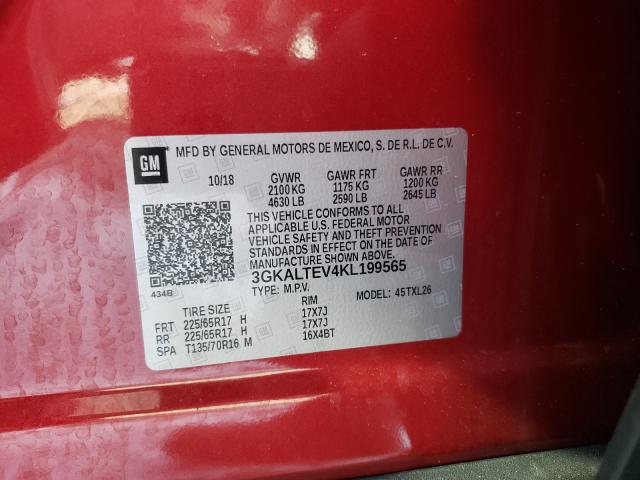 GM
MFD BY GENERAL MOTORS DE MEXICO, S. DE R.L. DE C.V.
10/18 GVWR GAWR FRT GAWR RR
2100 KG 1175 KG 1200 KG
4630 LB 2590 LB 2645 LB
THIS VEHICLE CONFORMS TO ALL
APPLICABLE U.S. FEDERAL MOTOR
VEHICLE SAFETY AND THEFT PREVENTION
STANDARDS IN EFFECT ON THE DATE OF
MANUFACTURE SHOWN ABOVE.
434B
3GKALTEV4KL199565
TYPE: M.P.V. MODEL: 45TXL26
TIRE SIZE RIM
FRT 225/65R17 H 17X7J
RR 225/65R17 H 17X7J
SPA T135/70R16 M 16X4BT